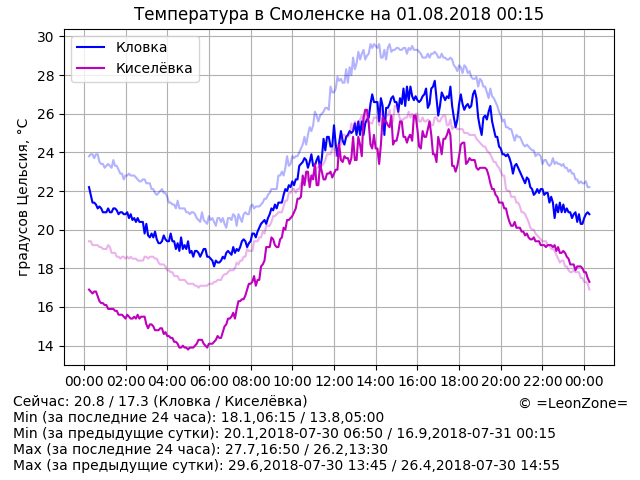 Температура в Смоленске на 01.08.2018 00:15
градусов Цельсия, °С
30
28
26
24
22
20
18
16
14
Кловка
Киселёвка
00:00 02:00 04:00 06:00 08:00 10:00 12:00 14:00 16:00 18:00 20:00 22:00 00:00
Сейчас: 20.8 / 17.3 (Кловка / Киселёвка)
© =LeonZone=
Min (за последние 24 часа): 18.1,06:15 / 13.8,05:00
Min (за предыдущие сутки): 20.1,2018-07-30 06:50 / 16.9,2018-07-31 00:15
Max (за последние 24 часа): 27.7,16:50 / 26.2,13:30
Max (за предыдущие сутки): 29.6,2018-07-30 13:45 / 26.4,2018-07-30 14:55